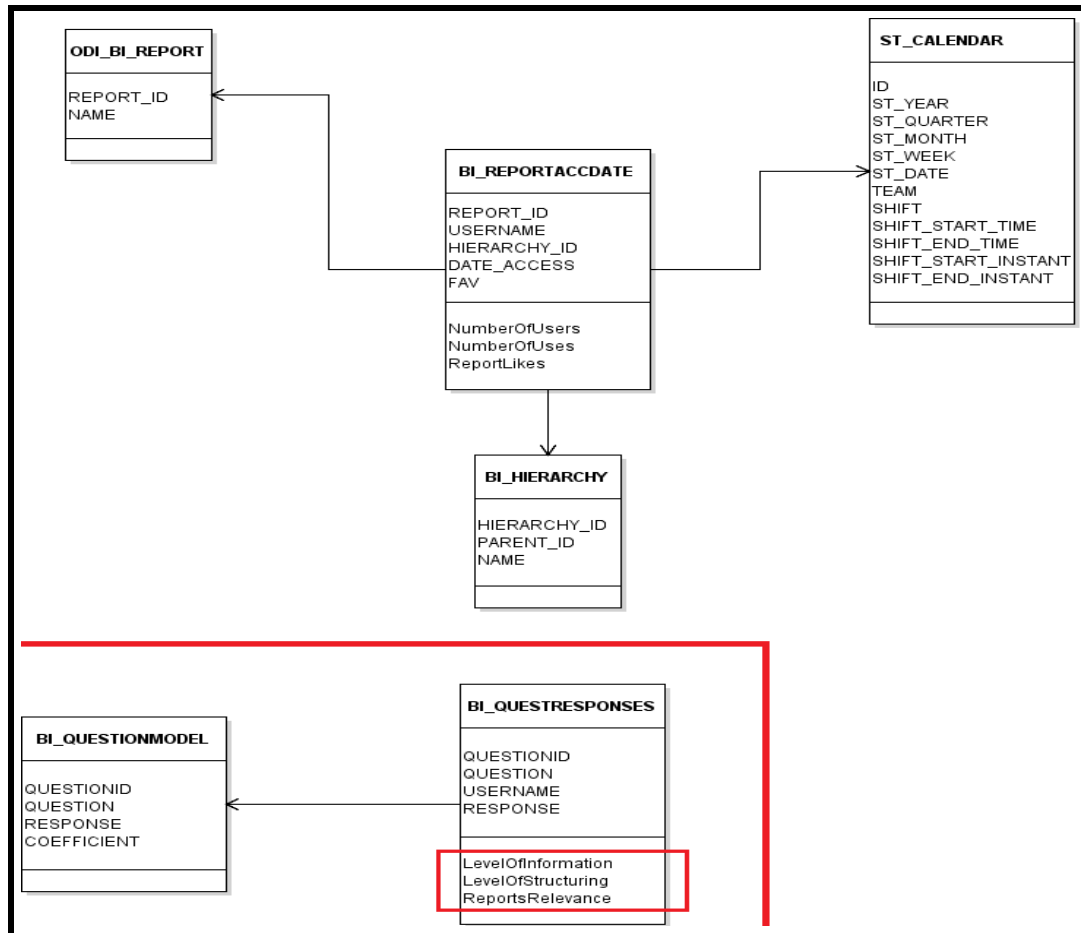 ODI_BI_REPORT
REPORT_ID
NAME
ST_CALENDAR
ID
ST_YEAR
ST_QUARTER
ST_MONTH
ST_WEEK
ST_DATE
TEAM
SHIFT
SHIFT_START_TIME
SHIFT_END_TIME
SHIFT_START_INSTANT
SHIFT_END_INSTANT
BI_REPORTACCDATE
REPORT_ID
USERNAME
HIERARCHY_ID
DATE_ACCESS
FAV
NumberOfUsers
NumberOfUses
ReportLikes
BI_HIERARCHY
HIERARCHY_ID
PARENT_ID
NAME
BI_QUESTIONMODEL
QUESTIONID
QUESTION
RESPONSE
COEFFICIENT
BI_QUESTRESPONSES
QUESTIONID
QUESTION
USERNAME
RESPONSE
LevelOfInformation
LevelOfStructuring
ReportsRelevance